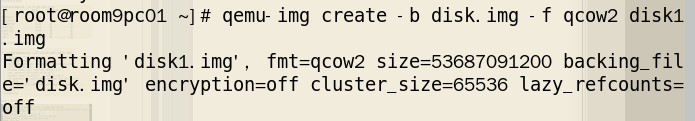 [root@room9pc01 ~]# qemu-img create -b disk.img -f qcow2 disk1
.img
Formatting 'disk1.img', fmt=qcow2 size=53687091200 backing_fil
e='disk.img' encryption=off cluster_size=65536 lazy_refcounts=
off